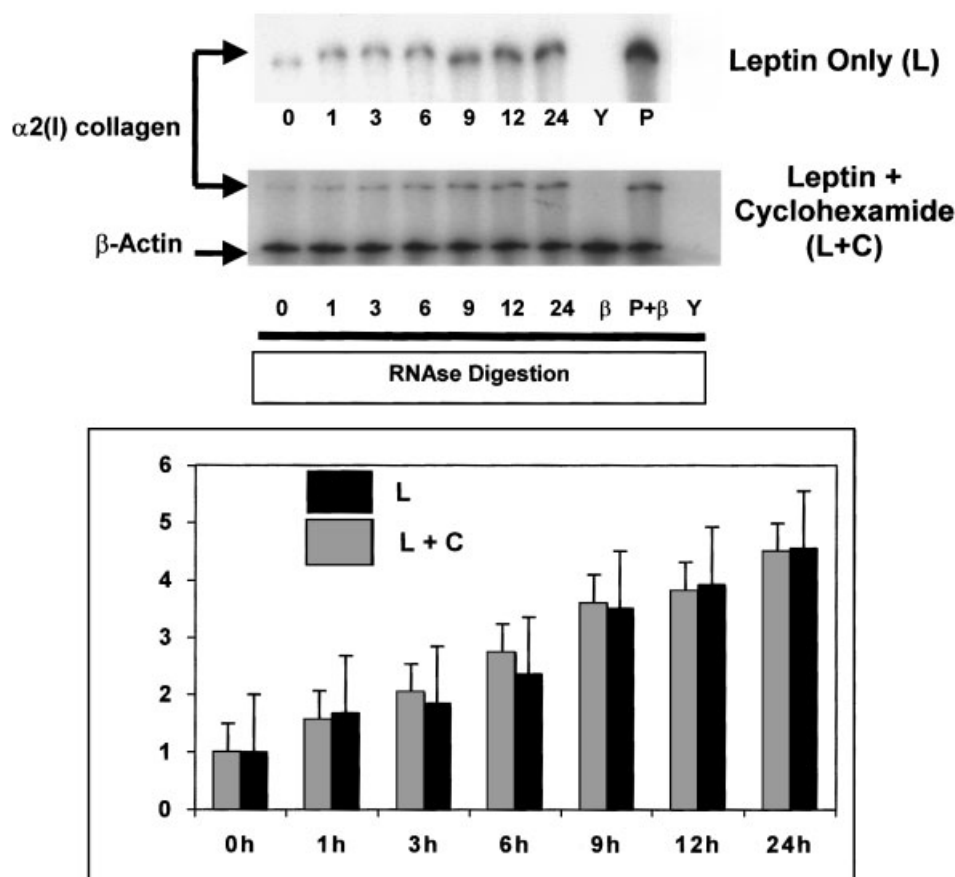 Leptin Only (L)
0 1 3 6 9 12 24 Y P
α2(I) collagen
Leptin +
Cyclohexamide
(L+C)
β-Actin
0 1 3 6 9 12 24 β P+β Y
RNAse Digestion
6
5
4
3
2
1
0
L
L + C
0h 1h 3h 6h 9h 12h 24h